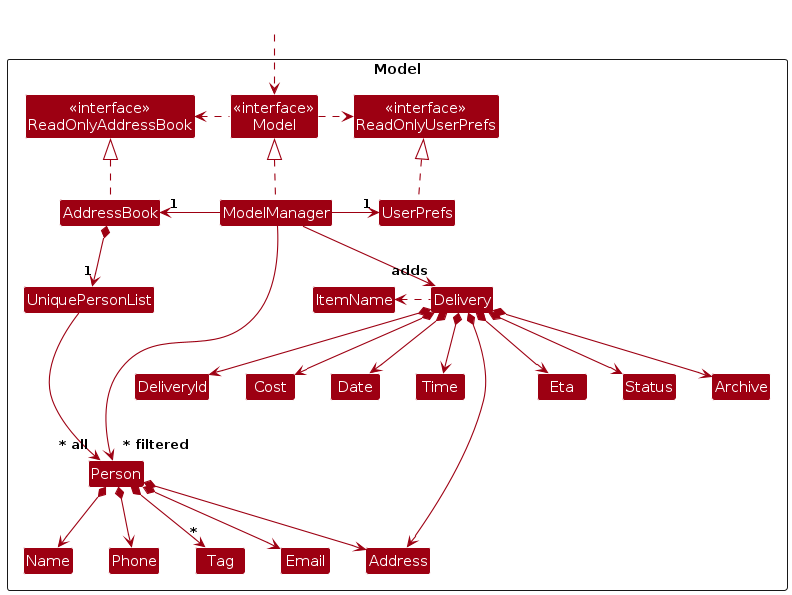 Model
«interface»
ReadOnlyAddressBook
«interface»
Model
«interface»
ReadOnlyUserPrefs
AddressBook
1
ModelManager
1
UserPrefs
1
adds
UniquePersonList
ItemName
Delivery
DeliveryId
Cost
Date
Time
Eta
Status
Archive
* all
* filtered
Person
*
Name
Phone
Tag
Email
Address